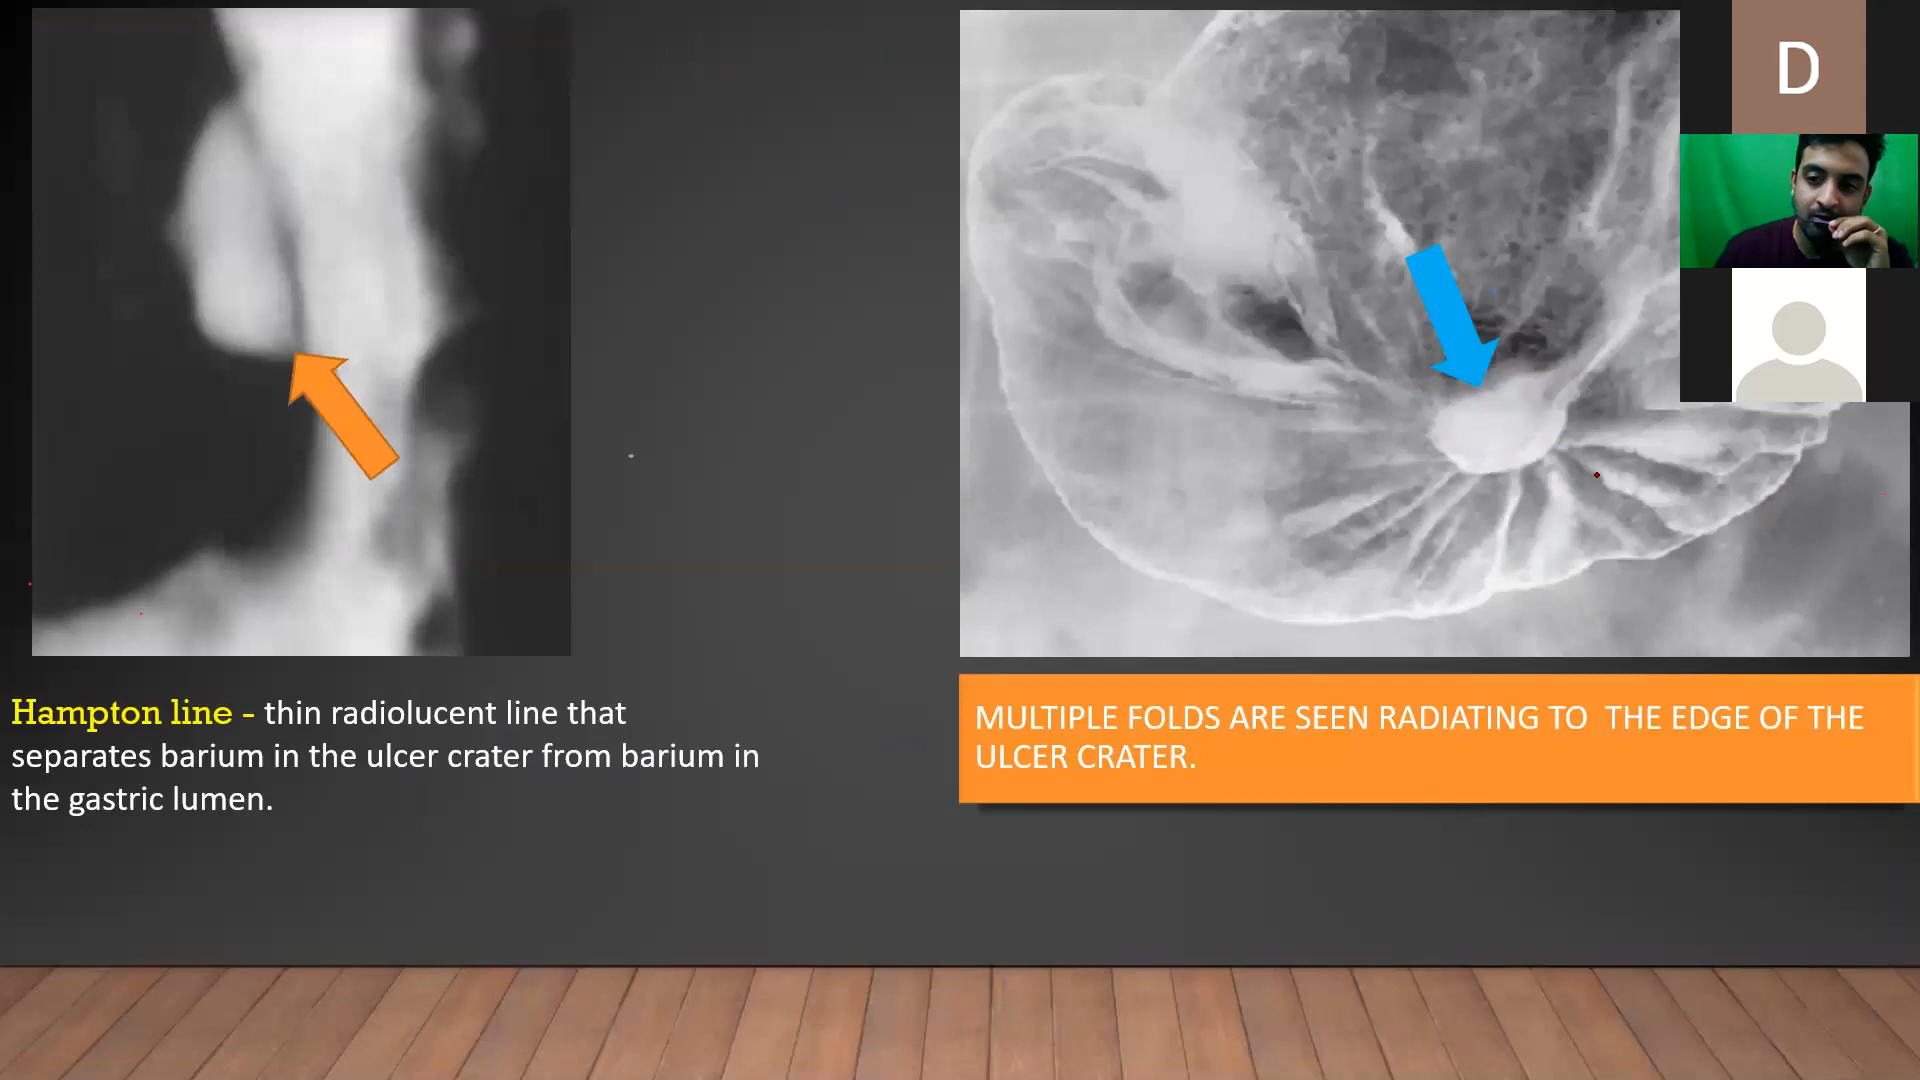 D
Hampton line - thin radiolucent line that
separates barium in the ulcer crater from barium in
the gastric lumen.
MULTIPLE FOLDS ARE SEEN RADIATING TO THE EDGE OF THE
ULCER CRATER.